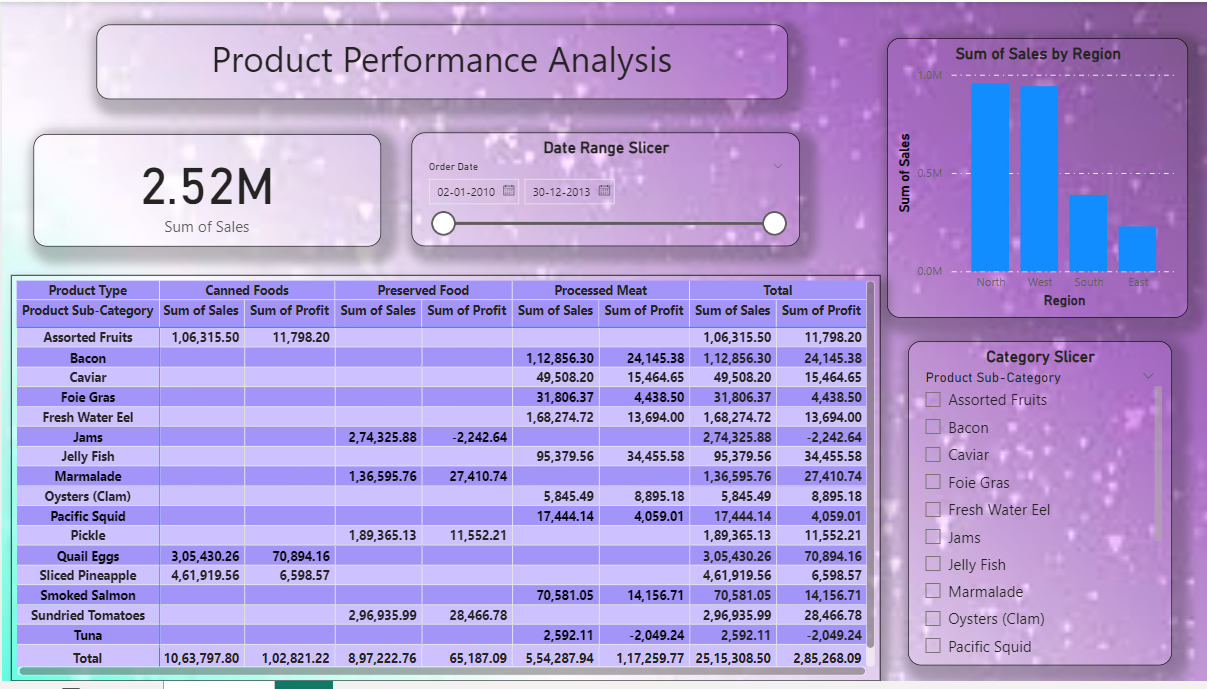 Product Performance Analysis
2.52M
Sum of Sales
Date Range Slicer
Order Date
02-01-2010 30-12-2013
Sum of Sales by Region
Sum of Sales
1.0M
0.5M
0.0M
North West South East
Region
Product Type Canned Foods Preserved Food Processed Meat Total
Product Sub-Category Sum of Sales Sum of Profit Sum of Sales Sum of Profit Sum of Sales Sum of Profit Sum of Sales Sum of Profit
Assorted Fruits 1,06,315.50 11,798.20 1,06,315.50 11,798.20
Bacon 1,12,856.30 24,145.38 1,12,856.30 24,145.38
Caviar 49,508.20 15,464.65 49,508.20 15,464.65
Foie Gras 31,806.37 4,438.50 31,806.37 4,438.50
Fresh Water Eel 1,68,274.72 13,694.00 1,68,274.72 13,694.00
Jams 2,74,325.88 -2,242.64 2,74,325.88 -2,242.64
Jelly Fish 95,379.56 34,455.58 95,379.56 34,455.58
Marmalade 1,36,595.76 27,410.74 1,36,595.76 27,410.74
Oysters (Clam) 5,845.49 8,895.18 5,845.49 8,895.18
Pacific Squid 17,444.14 4,059.01 17,444.14 4,059.01
Pickle 1,89,365.13 11,552.21 1,89,365.13 11,552.21
Quail Eggs 3,05,430.26 70,894.16 3,05,430.26 70,894.16
Sliced Pineapple 4,61,919.56 6,598.57 4,61,919.56 6,598.57
Smoked Salmon 70,581.05 14,156.71 70,581.05 14,156.71
Sundried Tomatoes 2,96,935.99 28,466.78 2,96,935.99 28,466.78
Tuna 2,592.11 -2,049.24 2,592.11 -2,049.24
Total 10,63,797.80 1,02,821.22 8,97,222.76 65,187.09 5,54,287.94 1,17,259.77 25,15,308.50 2,85,268.09
Category Slicer
Product Sub-Category
Assorted Fruits
Bacon
Caviar
Foie Gras
Fresh Water Eel
Jams
Jelly Fish
Marmalade
Oysters (Clam)
Pacific Squid